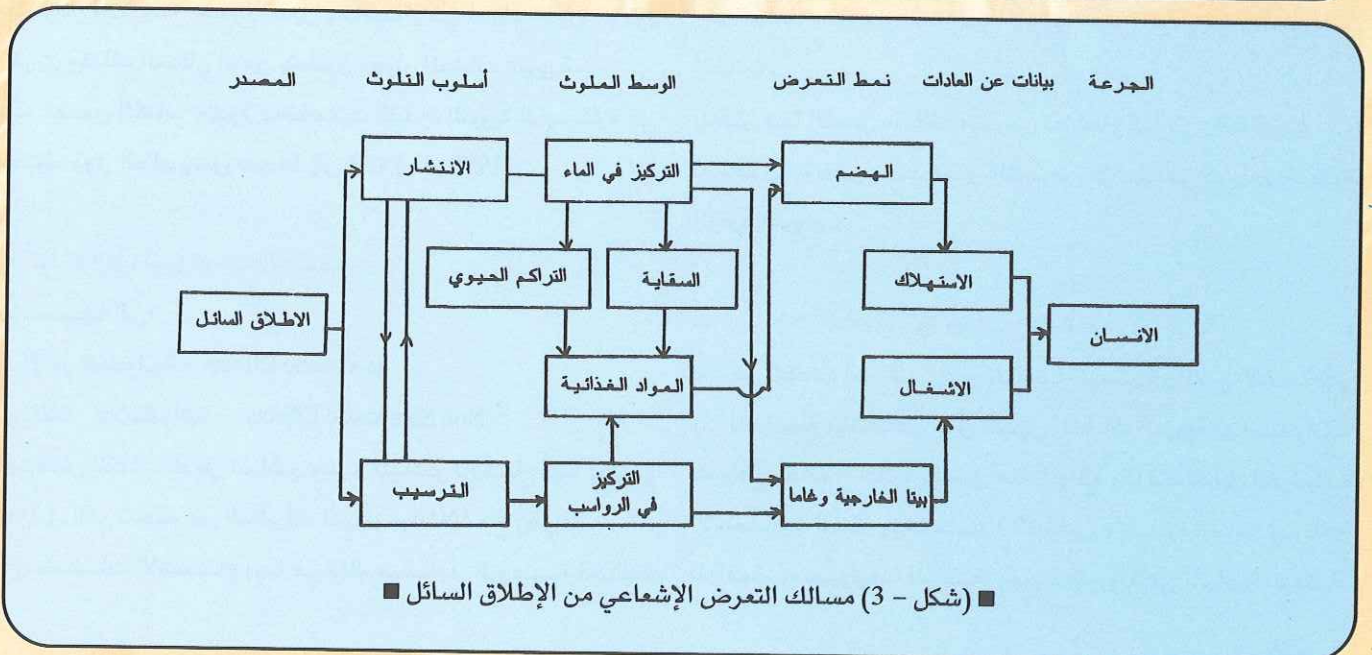 المصدر أسلوب التلوث الوسط الملوث نمط التعرض بيانات عن العادات الجرعة
الانتشار
التركيز في الماء
الهضم
التراكم الحيوي
السقاية
الاستهلاك
الاطلاق السائل
الانسان
المواد الغذائية
الاشغال
الترسيب
التركيز
في الرواسب
بيتا الخارجية وغاما
■ (شكل – 3) مسالك التعرض الإشعاعي من الإطلاق السائل ■